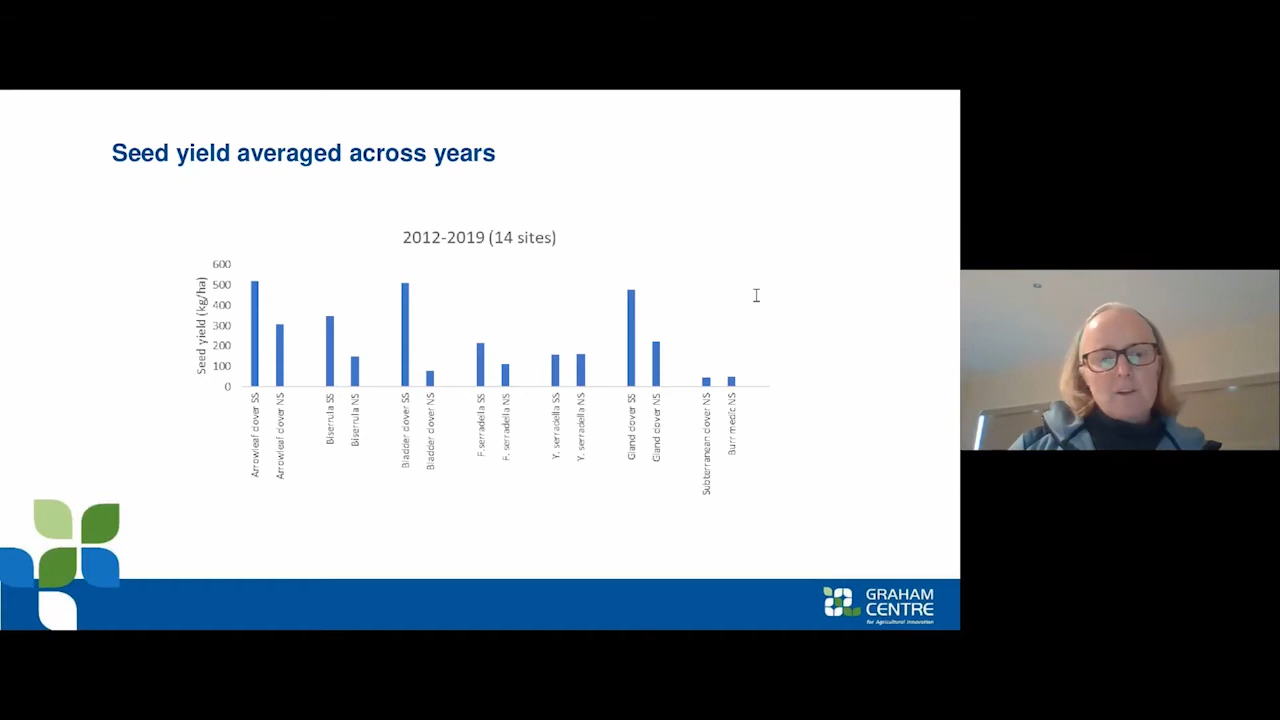 Seed yield averaged across years
2012-2019 (14 sites)
Seed yield (kg/ha)
600
500
400
300
200
100
0
Arrowleaf clover SS
Arrowleaf clover NS
Biserrula SS
Biserrula NS
Bladder clover SS
Bladder clover NS
F.serradella SS
F. serradella NS
Y. serradella SS
Y. serradella NS
Gland clover SS
Gland clover NS
Subterranean clover NS
Burr medic NS
GRAHAM
CENTRE
for Agricultural Innovation